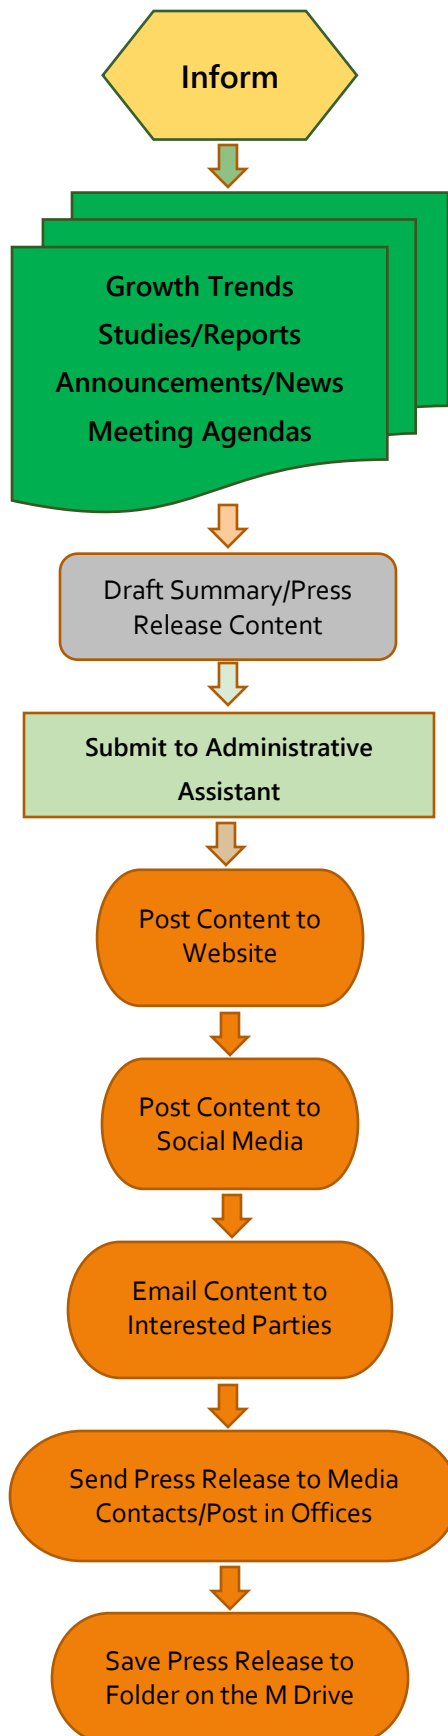 Inform
Growth Trends
Studies/Reports
Announcements/News
Meeting Agendas
Draft Summary/Press
Release Content
Submit to Administrative
Assistant
Post Content to
Website
Post Content to
Social Media
Email Content to
Interested Parties
Send Press Release to Media
Contacts/Post in Offices
Save Press Release to
Folder on the M Drive